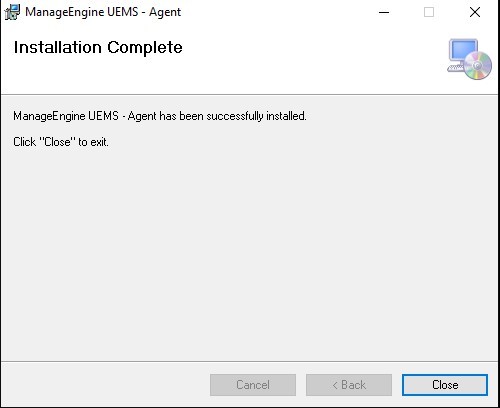 ManageEngine UEMS - Agent
Installation Complete
ManageEngine UEMS - Agent has been successfully installed.
Click "Close" to exit.
Cancel
< Back
Close